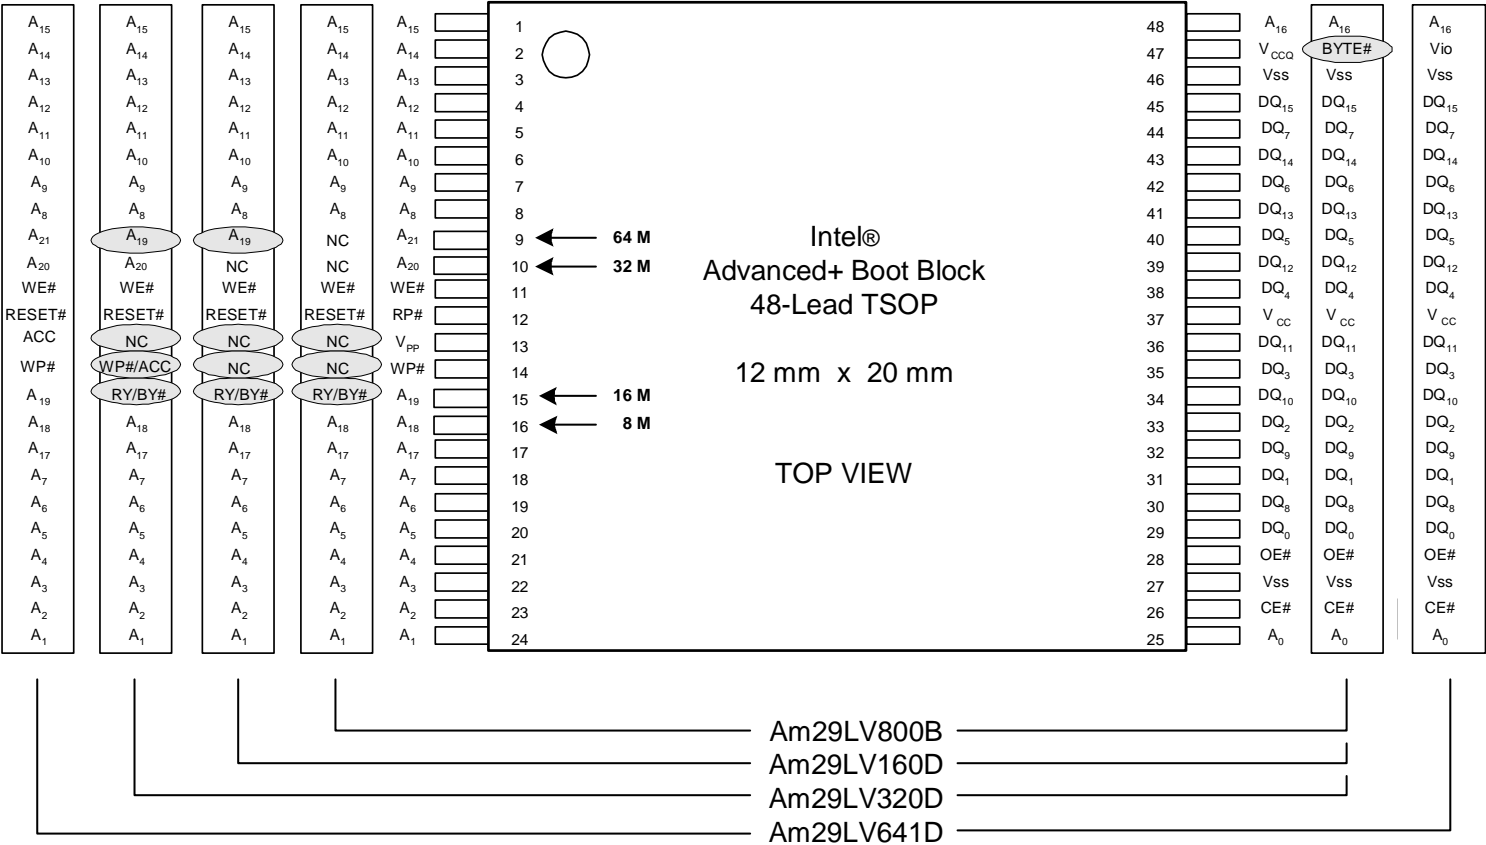 A15 A15 A15 A15 A15 1 48 A16 A16 A16
A14 A14 A14 A14 A14 2 47 VCCQ BYTE# Vio
A13 A13 A13 A13 A13 3 46 Vss Vss Vss
A12 A12 A12 A12 A12 4 45 DQ15 DQ15 DQ15
A11 A11 A11 A11 A11 5 44 DQ7 DQ7 DQ7
A10 A10 A10 A10 A10 6 43 DQ14 DQ14 DQ14
A9 A9 A9 A9 A9 7 42 DQ6 DQ6 DQ6
A8 A8 A8 A8 A8 8 41 DQ13 DQ13 DQ13
A21 A19 A19 NC A21 9 64 M Intel® 40 DQ5 DQ5 DQ5
A20 A20 NC NC A20 10 32 M Advanced+ Boot Block 39 DQ12 DQ12 DQ12
WE# WE# WE# WE# WE# 11 38 DQ4 DQ4 DQ4
RESET# RESET# RESET# RESET# RP# 12 48-Lead TSOP 37 VCC VCC VCC
ACC NC NC NC VPP 13 36 DQ11 DQ11 DQ11
WP# WP#/ACC NC NC WP# 14 12 mm x 20 mm 35 DQ3 DQ3 DQ3
A19 RY/BY# RY/BY# RY/BY# A19 15 16 M 34 DQ10 DQ10 DQ10
A18 A18 A18 A18 A18 16 8 M 33 DQ2 DQ2 DQ2
A17 A17 A17 A17 A17 17 32 DQ9 DQ9 DQ9
A7 A7 A7 A7 A7 18 TOP VIEW 31 DQ1 DQ1 DQ1
A6 A6 A6 A6 A6 19 30 DQ8 DQ8 DQ8
A5 A5 A5 A5 A5 20 29 DQ0 DQ0 DQ0
A4 A4 A4 A4 A4 21 28 OE# OE# OE#
A3 A3 A3 A3 A3 22 27 Vss Vss Vss
A2 A2 A2 A2 A2 23 26 CE# CE# CE#
A1 A1 A1 A1 A1 24 25 A0 A0 A0
Am29LV800B
Am29LV160D
Am29LV320D
Am29LV641D